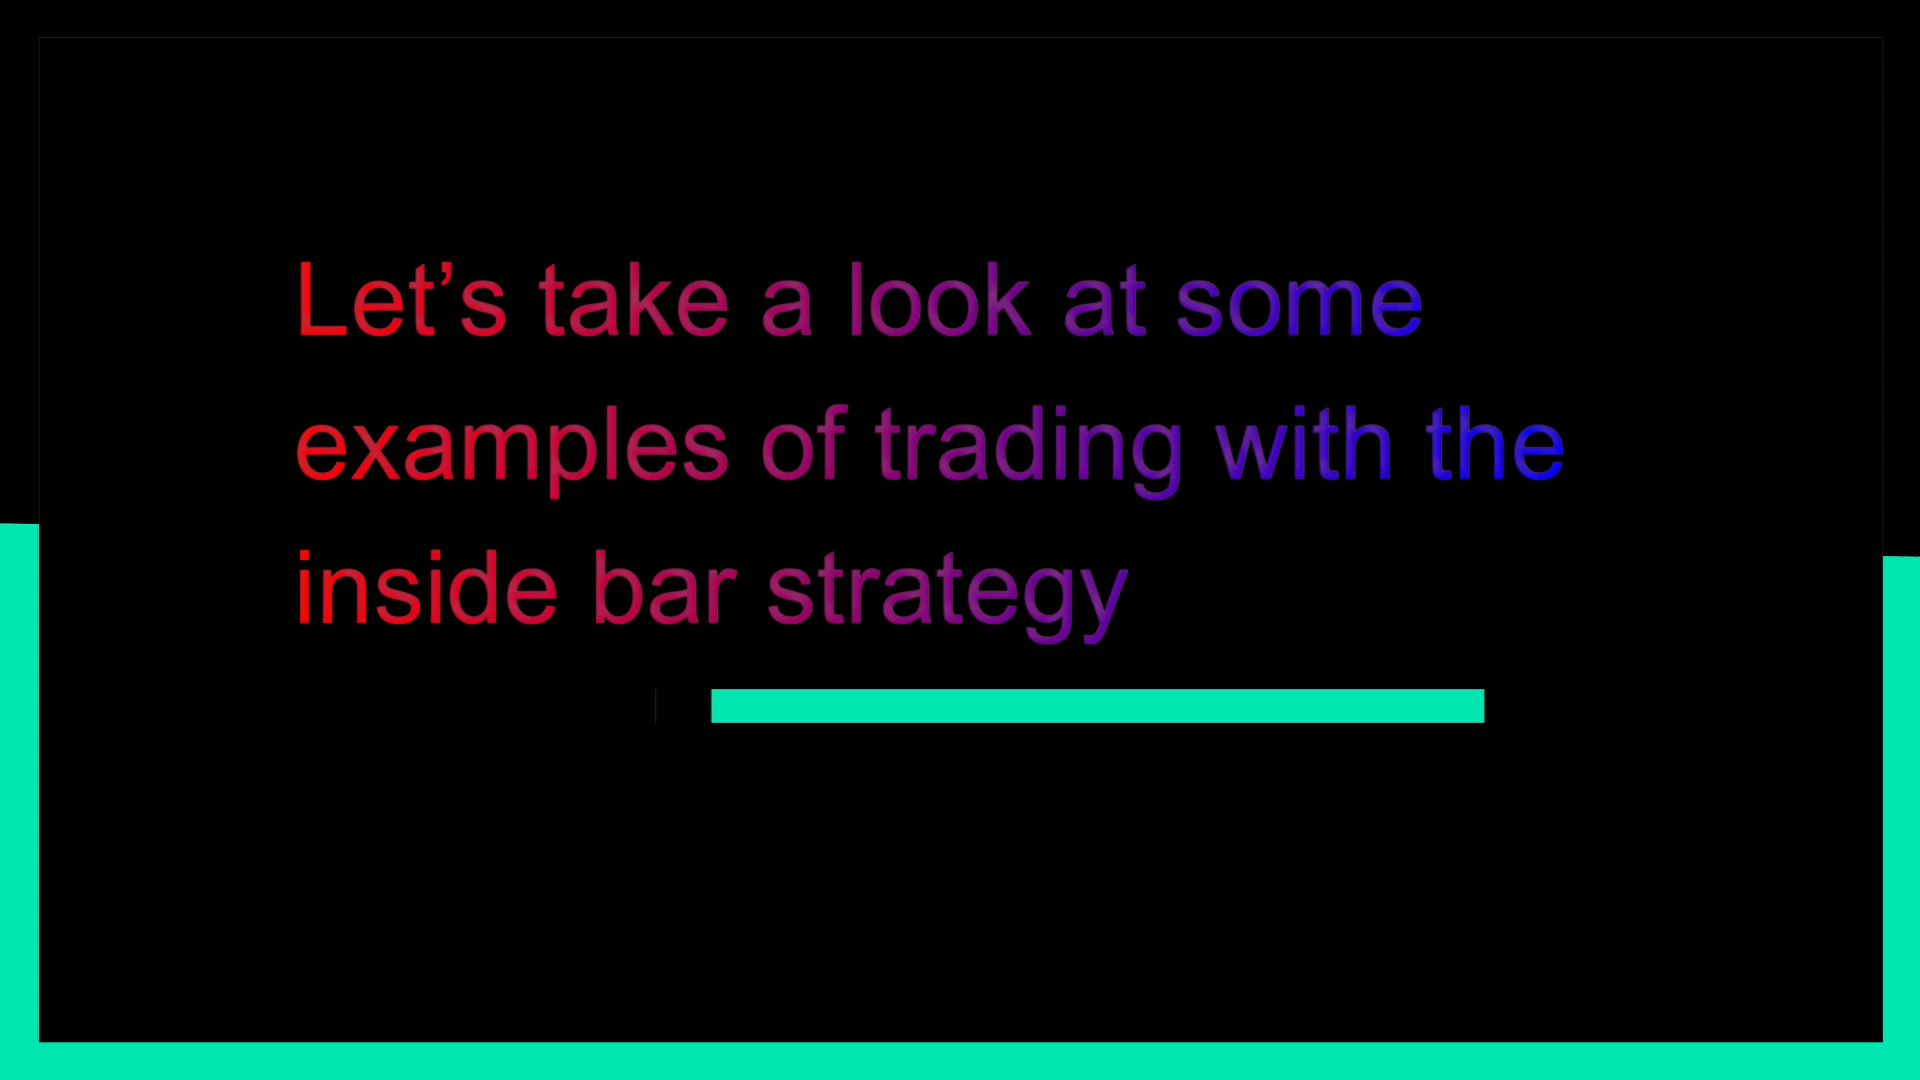 Let’s take a look at some
examples of trading with the
inside bar strategy